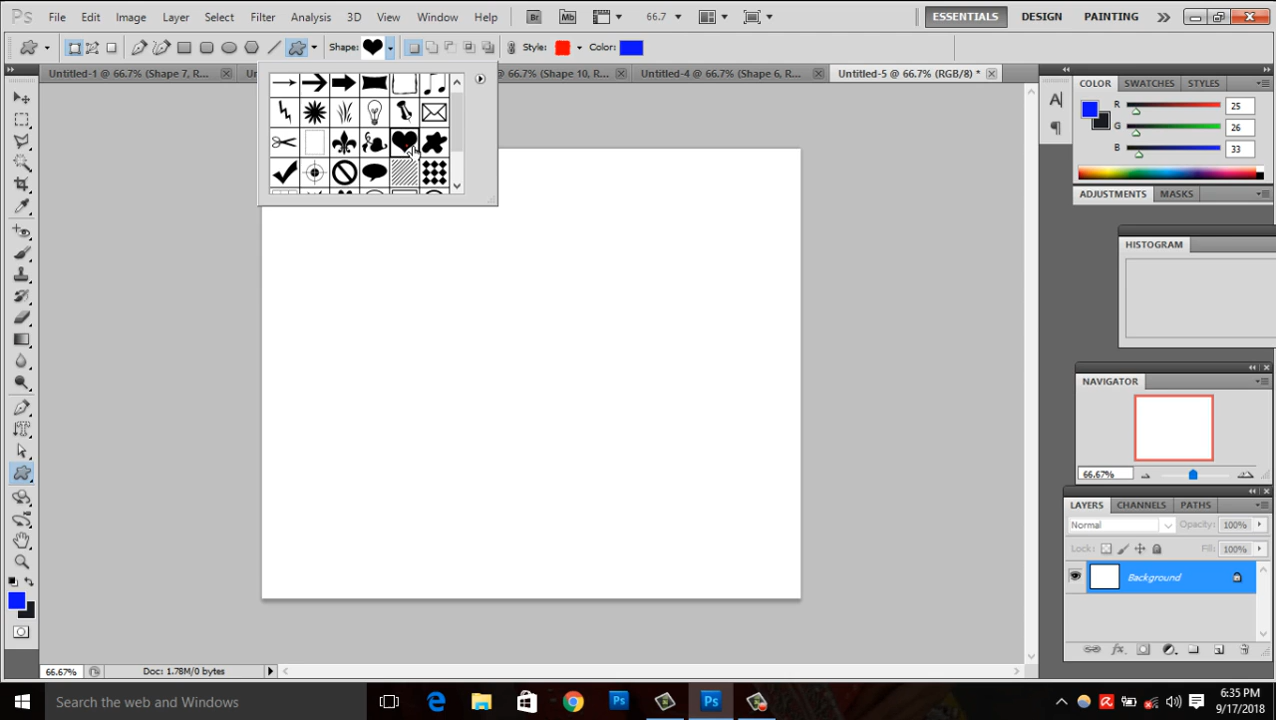 Ps File Edit Image Layer Select Filter Analysis 3D View Window Help Br Mb 66.7 ESSENTIALS DESIGN PAINTING
Shape: Style: Color:
Untitled-1 @ 66.7% (Shape 7, R... @ 66.7% (Shape 10, R... Untitled-4 @ 66.7% (Shape 6, R... Untitled-5 @ 66.7% (RGB/8) *
COLOR SWATCHES STYLES
R 25
G 26
B 33
ADJUSTMENTS MASKS
HISTOGRAM
NAVIGATOR
66.67%
LAYERS CHANNELS PATHS
Normal Opacity: 100%
Lock: Fill: 100%
Background
66.67% Doc: 1.78M/0 bytes
Search the web and Windows
6:35 PM
9/17/2018